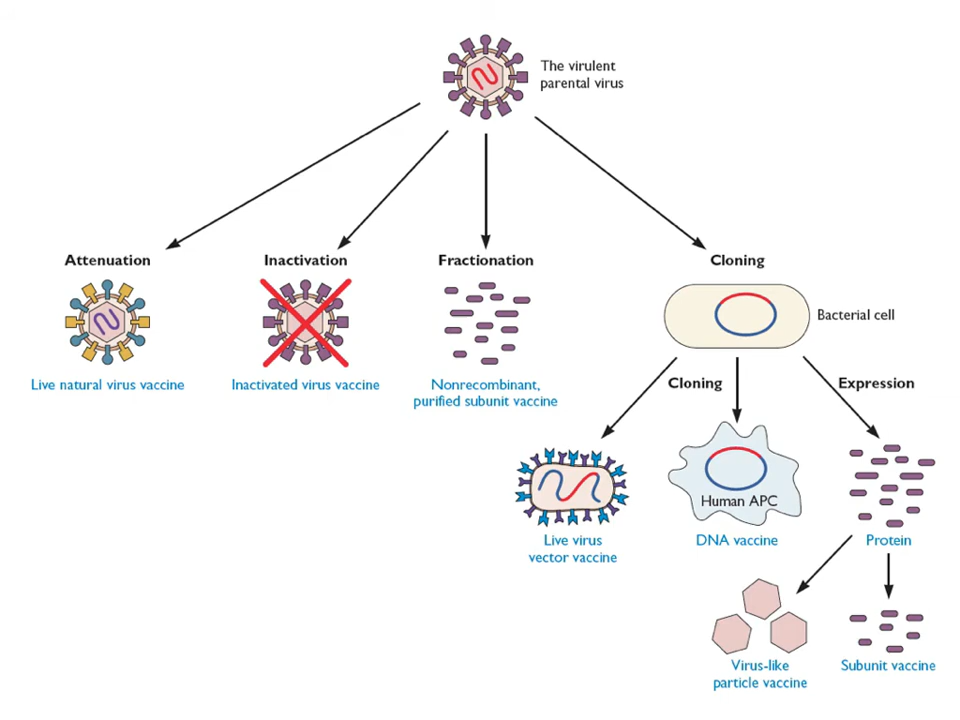 The virulent
parental virus
Attenuation
Inactivation
Fractionation
Cloning
Bacterial cell
Live natural virus vaccine
Inactivated virus vaccine
Nonrecombinant,
purified subunit vaccine
Cloning
Expression
Human APC
Live virus
vector vaccine
DNA vaccine
Protein
Virus-like
particle vaccine
Subunit vaccine